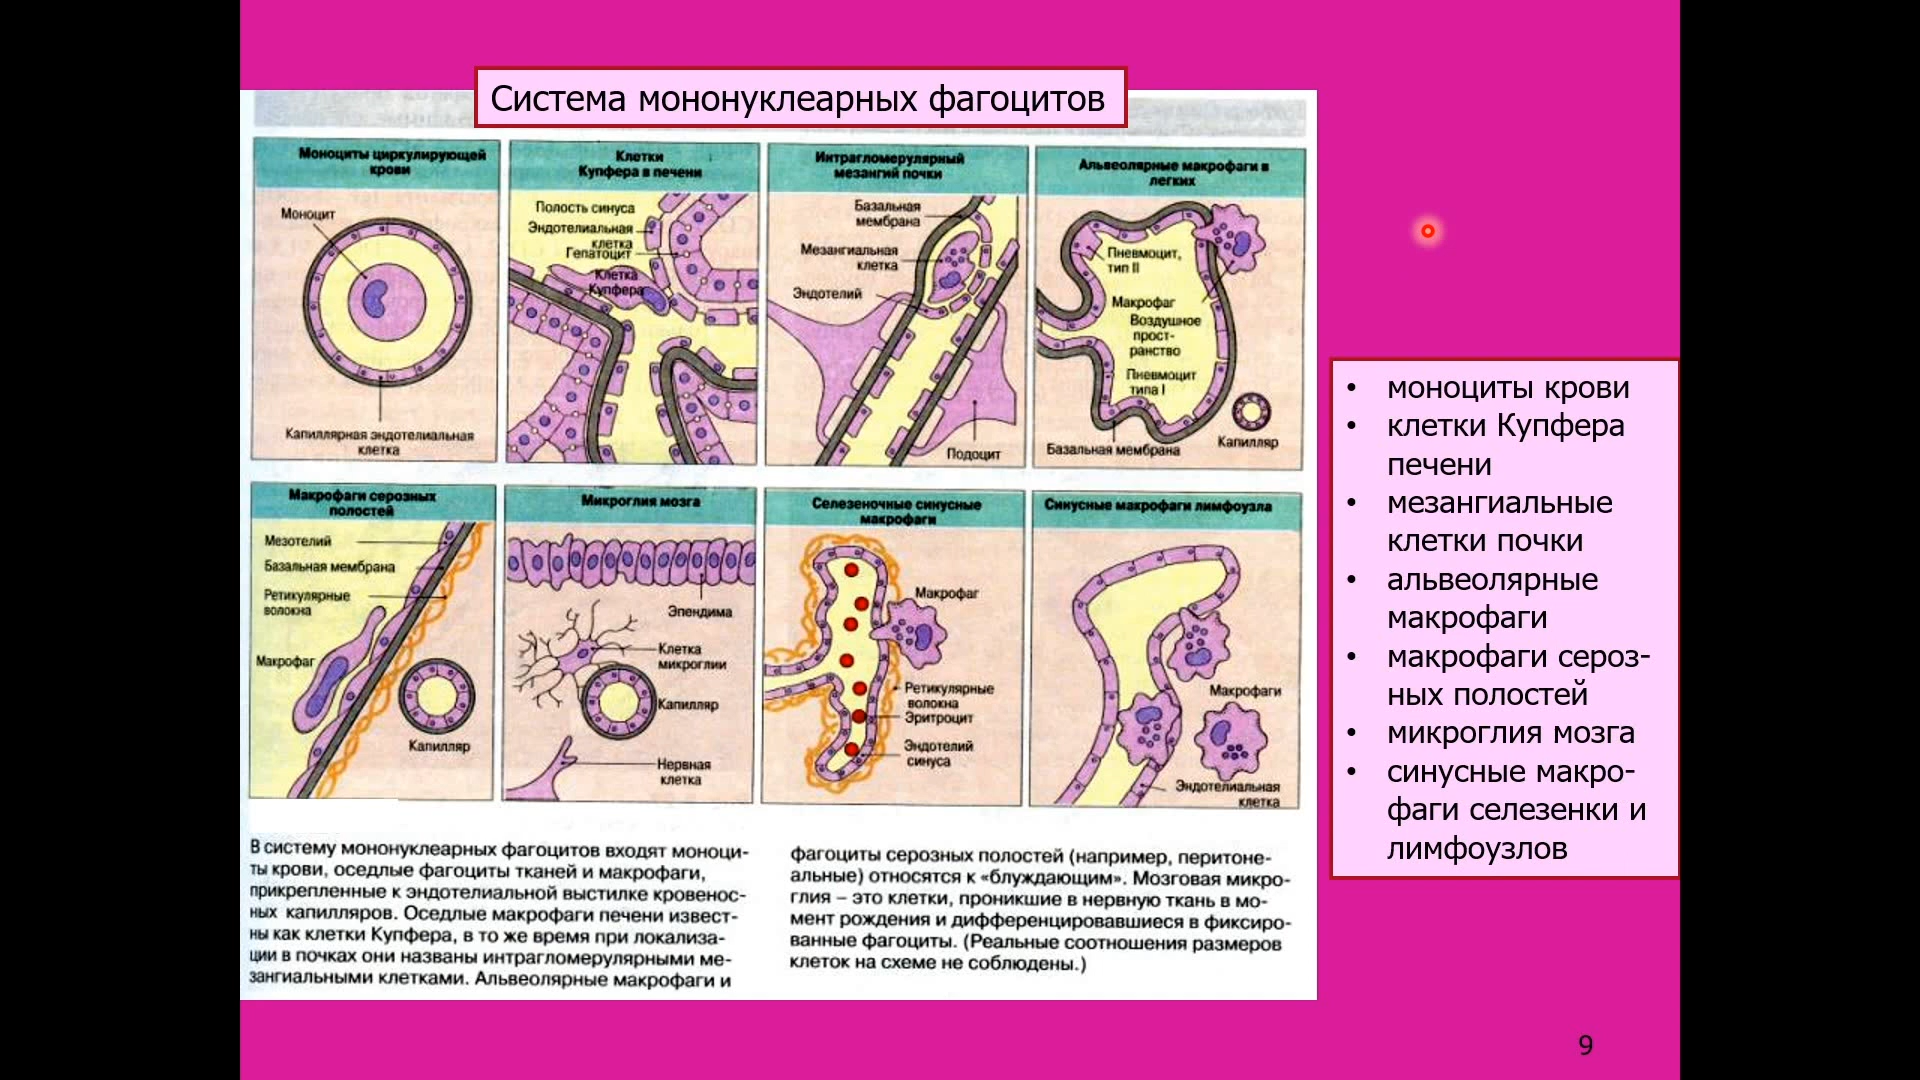 Система мононуклеарных фагоцитов
Моноциты циркулирующей
крови
Моноцит
Капиллярная эндотелиальная
клетка
Клетки
Купфера в печени
Полость синуса
Эндотелиальная
клетка
Гепатоцит
Клетка
Купфера
Интрагломерулярный
мезангий почки
Базальная
мембрана
Мезангиальная
клетка
Эндотелий
Подоцит
Альвеолярные макрофаги в
легких
Пневмоцит,
тип II
Макрофаг
Воздушное
прост-
ранство
Пневмоцит
типа I
Базальная мембрана
Капилляр
Макрофаги серозных
полостей
Мезотелий
Базальная мембрана
Ретикулярные
волокна
Макрофаг
Капилляр
Микроглия мозга
Эпендима
Клетка
микроглии
Капилляр
Нервная
клетка
Селезеночные синусные
макрофаги
Макрофаг
Ретикулярные
волокна
Эритроцит
Эндотелий
синуса
Синусные макрофаги лимфоузла
Макрофаги
Эндотелиальная
клетка
В систему мононуклеарных фагоцитов входят моноци-
ты крови, оседлые фагоциты тканей и макрофаги,
прикрепленные к эндотелиальной выстилке кровенос-
ных капилляров. Оседлые макрофаги печени извест-
ны как клетки Купфера, в то же время при локализа-
ции в почках они названы интрагломерулярными ме-
зангиальными клетками. Альвеолярные макрофаги и
фагоциты серозных полостей (например, перитоне-
альные) относятся к «блуждающим». Мозговая микро-
глия – это клетки, проникшие в нервную ткань в мо-
мент рождения и дифференцировавшиеся в фиксиро-
ванные фагоциты. (Реальные соотношения размеров
клеток на схеме не соблюдены.)
• моноциты крови
• клетки Купфера
печени
• мезангиальные
клетки почки
• альвеолярные
макрофаги
• макрофаги сероз-
ных полостей
• микроглия мозга
• синусные макро-
фаги селезенки и
лимфоузлов
9